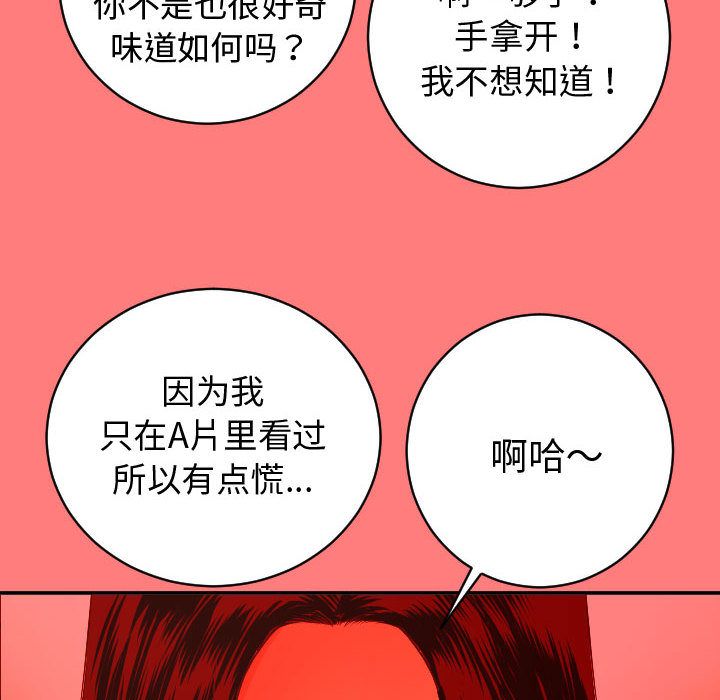 你不是也很好奇
味道如何吗？
手拿开！
我不想知道！
因为我
只在A片里看过
所以有点慌...
啊哈～